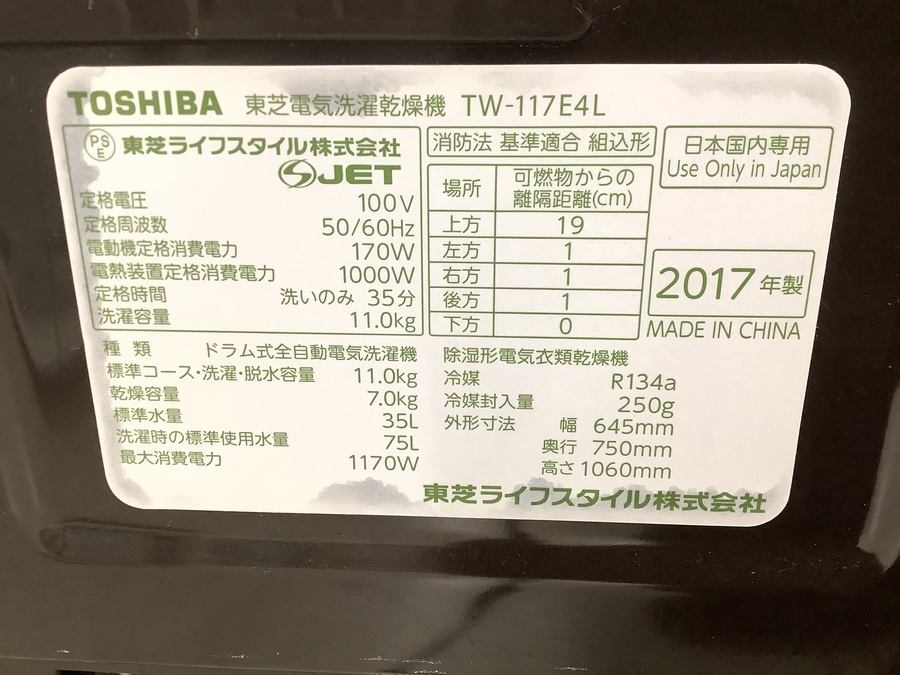 TOSHIBA 東芝電気洗濯乾燥機 TW-117E4L
PSE 東芝ライフスタイル株式会社
JET
定格電圧 100V
定格周波数 50/60Hz
電動機定格消費電力 170W
電熱装置定格消費電力 1000W
定格時間 洗いのみ 35分
洗濯容量 11.0kg
消防法 基準適合 組込形
場所 可燃物からの離隔距離(cm)
上方 19
左方 1
右方 1
後方 1
下方 0
日本国内専用
Use Only in Japan
2017年製
MADE IN CHINA
種類 ドラム式全自動電気洗濯機
標準コース・洗濯・脱水容量 11.0kg
乾燥容量 7.0kg
標準水量 35L
洗濯時の標準使用水量 75L
最大消費電力 1170W
除湿形電気衣類乾燥機
冷媒 R134a
冷媒封入量 250g
外形寸法 幅 645mm
奥行 750mm
高さ 1060mm
東芝ライフスタイル株式会社